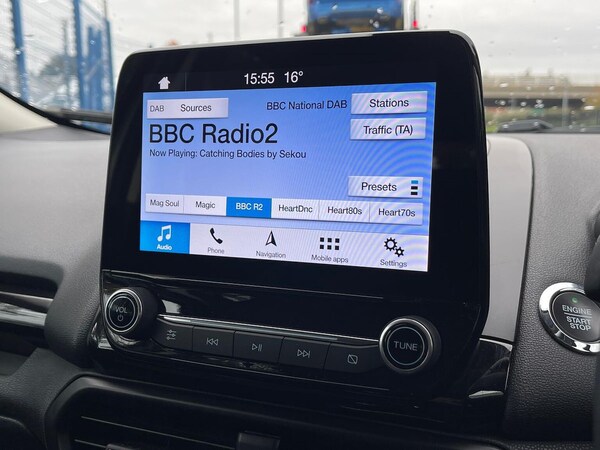 15:55 16°
DAB Sources BBC National DAB Stations
BBC Radio2 Traffic (TA)
Now Playing: Catching Bodies by Sekou
Presets
Mag Soul Magic BBC R2 HeartDnc Heart80s Heart70s
Audio Phone Navigation Mobile apps Settings
VOL
TUNE
ENGINE
START
STOP